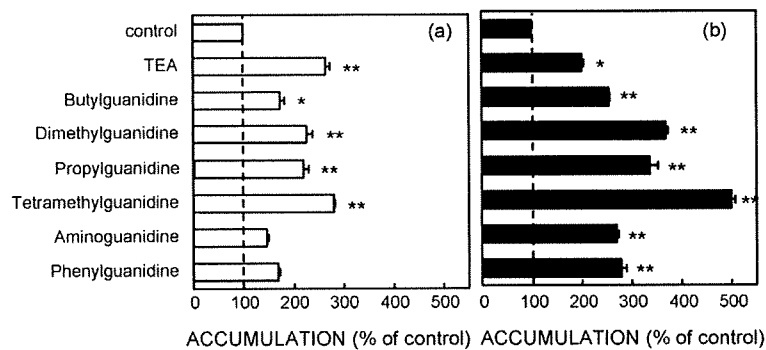 (a)
(b)
control
TEA
**
*
Butylguanidine
*
**
Dimethylguanidine
**
**
Propylguanidine
**
**
Tetramethylguanidine
**
**
Aminoguanidine
**
Phenylguanidine
**
0 100 200 300 400 500
0 100 200 300 400 500
ACCUMULATION (% of control)
ACCUMULATION (% of control)